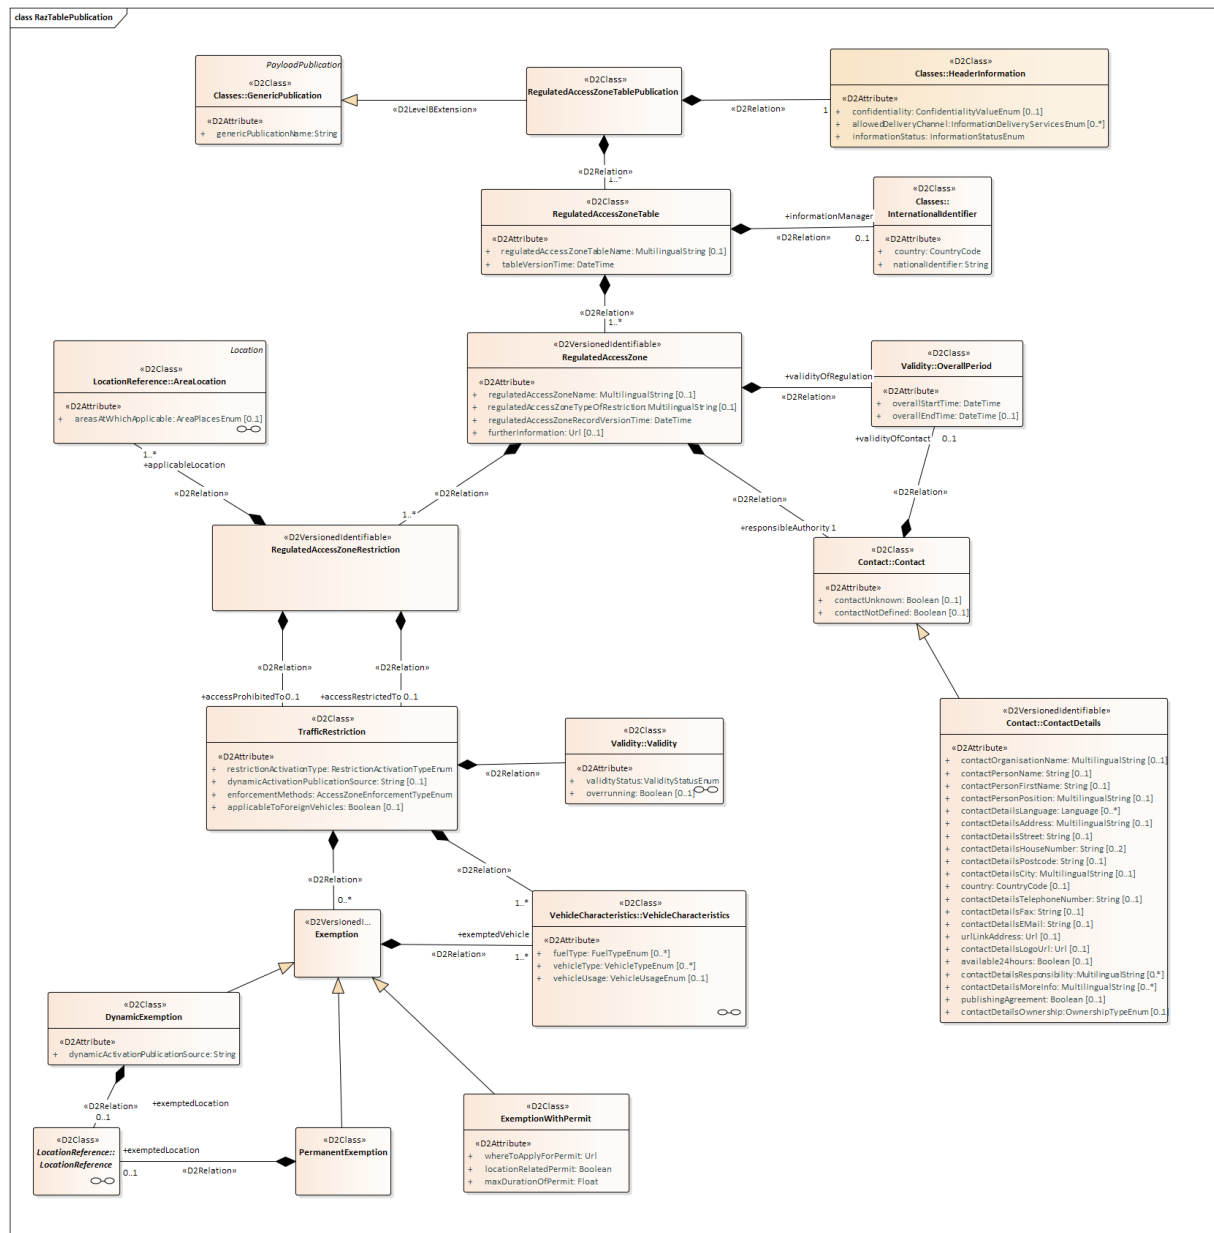 class RazTablePublication
PayloadPublication
«D2Class»
Classes::GenericPublication
«D2Attribute»
+ genericPublicationName:String
«D2LevelBExtension»
«D2Class»
RegulatedAccessZoneTablePublication
«D2Relation»
1
«D2Class»
Classes::HeaderInformation
«D2Attribute»
+ confidentiality: ConfidentialityValueEnum [0..1]
+ allowedDeliveryChannel:InformationDeliveryServicesEnum [0..*]
+ informationStatus: InformationStatusEnum
«D2Relation»
1..*
«D2Class»
RegulatedAccessZoneTable
«D2Attribute»
+ regulatedAccessZoneTableName: MultilingualString [0..1]
+ tableVersionTime: DateTime
+informationManager
«D2Relation»
0..1
«D2Class»
Classes::
InternationalIdentifier
«D2Attribute»
+ country: CountryCode
+ nationalIdentifier:String
«D2Relation»
1..*
Location
«D2Class»
LocationReference::AreaLocation
«D2Attribute»
+ areasAtWhichApplicable: AreaPlacesEnum [0..1]
«D2VersionedIdentifiable»
RegulatedAccessZone
«D2Attribute»
+ regulatedAccessZoneName: MultilingualString [0..1]
+ regulatedAccessZoneTypeOfRestriction:MultilingualString [0..1]
+ regulatedAccessZoneRecordVersionTime: DateTime
+ furtherInformation: Url [0..1]
+validityOfRegulation
«D2Relation»
«D2Class»
Validity::OverallPeriod
«D2Attribute»
+ overallStartTime: DateTime
+ overallEndTime: DateTime [0..1]
+validityOfContact 0..1
1..*
+applicableLocation
«D2Relation»
«D2Relation»
1..*
«D2Relation»
«D2Relation»
+responsibleAuthority 1
«D2VersionedIdentifiable»
RegulatedAccessZoneRestriction
«D2Class»
Contact::Contact
«D2Attribute»
+ contactUnknown: Boolean [0..1]
+ contactNotDefined: Boolean [0..1]
«D2Relation»
«D2Relation»
+accessProhibitedTo 0..1
+accessRestrictedTo 0..1
«D2Class»
TrafficRestriction
«D2Attribute»
+ restrictionActivationType: RestrictionActivationTypeEnum
+ dynamicActivationPublicationSource: String [0..1]
+ enforcementMethods: AccessZoneEnforcementTypeEnum
+ applicableToForeignVehicles: Boolean [0..1]
«D2Relation»
«D2Class»
Validity::Validity
«D2Attribute»
+ validityStatus:ValidityStatusEnum
+ overrunning: Boolean [0..1]
«D2VersionedIdentifiable»
Contact::ContactDetails
«D2Attribute»
+ contactOrganisationName: MultilingualString [0..1]
+ contactPersonName: String [0..1]
+ contactPersonFirstName: String [0..1]
+ contactPersonPosition: MultilingualString [0..1]
+ contactDetailsLanguage: Language [0..*]
+ contactDetailsAddress: MultilingualString [0..1]
+ contactDetailsStreet: String [0..1]
+ contactDetailsHouseNumber: String [0..2]
+ contactDetailsPostcode: String [0..1]
+ contactDetailsCity: MultilingualString [0..1]
+ country: CountryCode [0..1]
+ contactDetailsTelephoneNumber: String [0..1]
+ contactDetailsFax: String [0..1]
+ contactDetailsEMail: String [0..1]
+ urlLinkAddress: Url [0..1]
+ contactDetailsLogoUrl: Url [0..1]
+ available24hours: Boolean [0..1]
+ contactDetailsResponsibility:MultilingualString [0..*]
+ contactDetailsMoreInfo: MultilingualString [0..*]
+ publishingAgreement: Boolean [0..1]
+ contactDetailsOwnership:OwnershipTypeEnum [0..1]
«D2Relation»
0..*
«D2Relation»
1..*
«D2VersionedI...
Exemption
+exemptedVehicle
«D2Relation»
1..*
«D2Class»
VehicleCharacteristics::VehicleCharacteristics
«D2Attribute»
+ fuelType: FuelTypeEnum [0..*]
+ vehicleType: VehicleTypeEnum [0..*]
+ vehicleUsage: VehicleUsageEnum [0..1]
«D2Class»
DynamicExemption
«D2Attribute»
+ dynamicActivationPublicationSource:String
«D2Relation»
+exemptedLocation
0..1
«D2Class»
LocationReference::
LocationReference
+exemptedLocation
0..1
«D2Relation»
«D2Class»
PermanentExemption
«D2Class»
ExemptionWithPermit
«D2Attribute»
+ whereToApplyForPermit: Url
+ locationRelatedPermit: Boolean
+ maxDurationOfPermit: Float